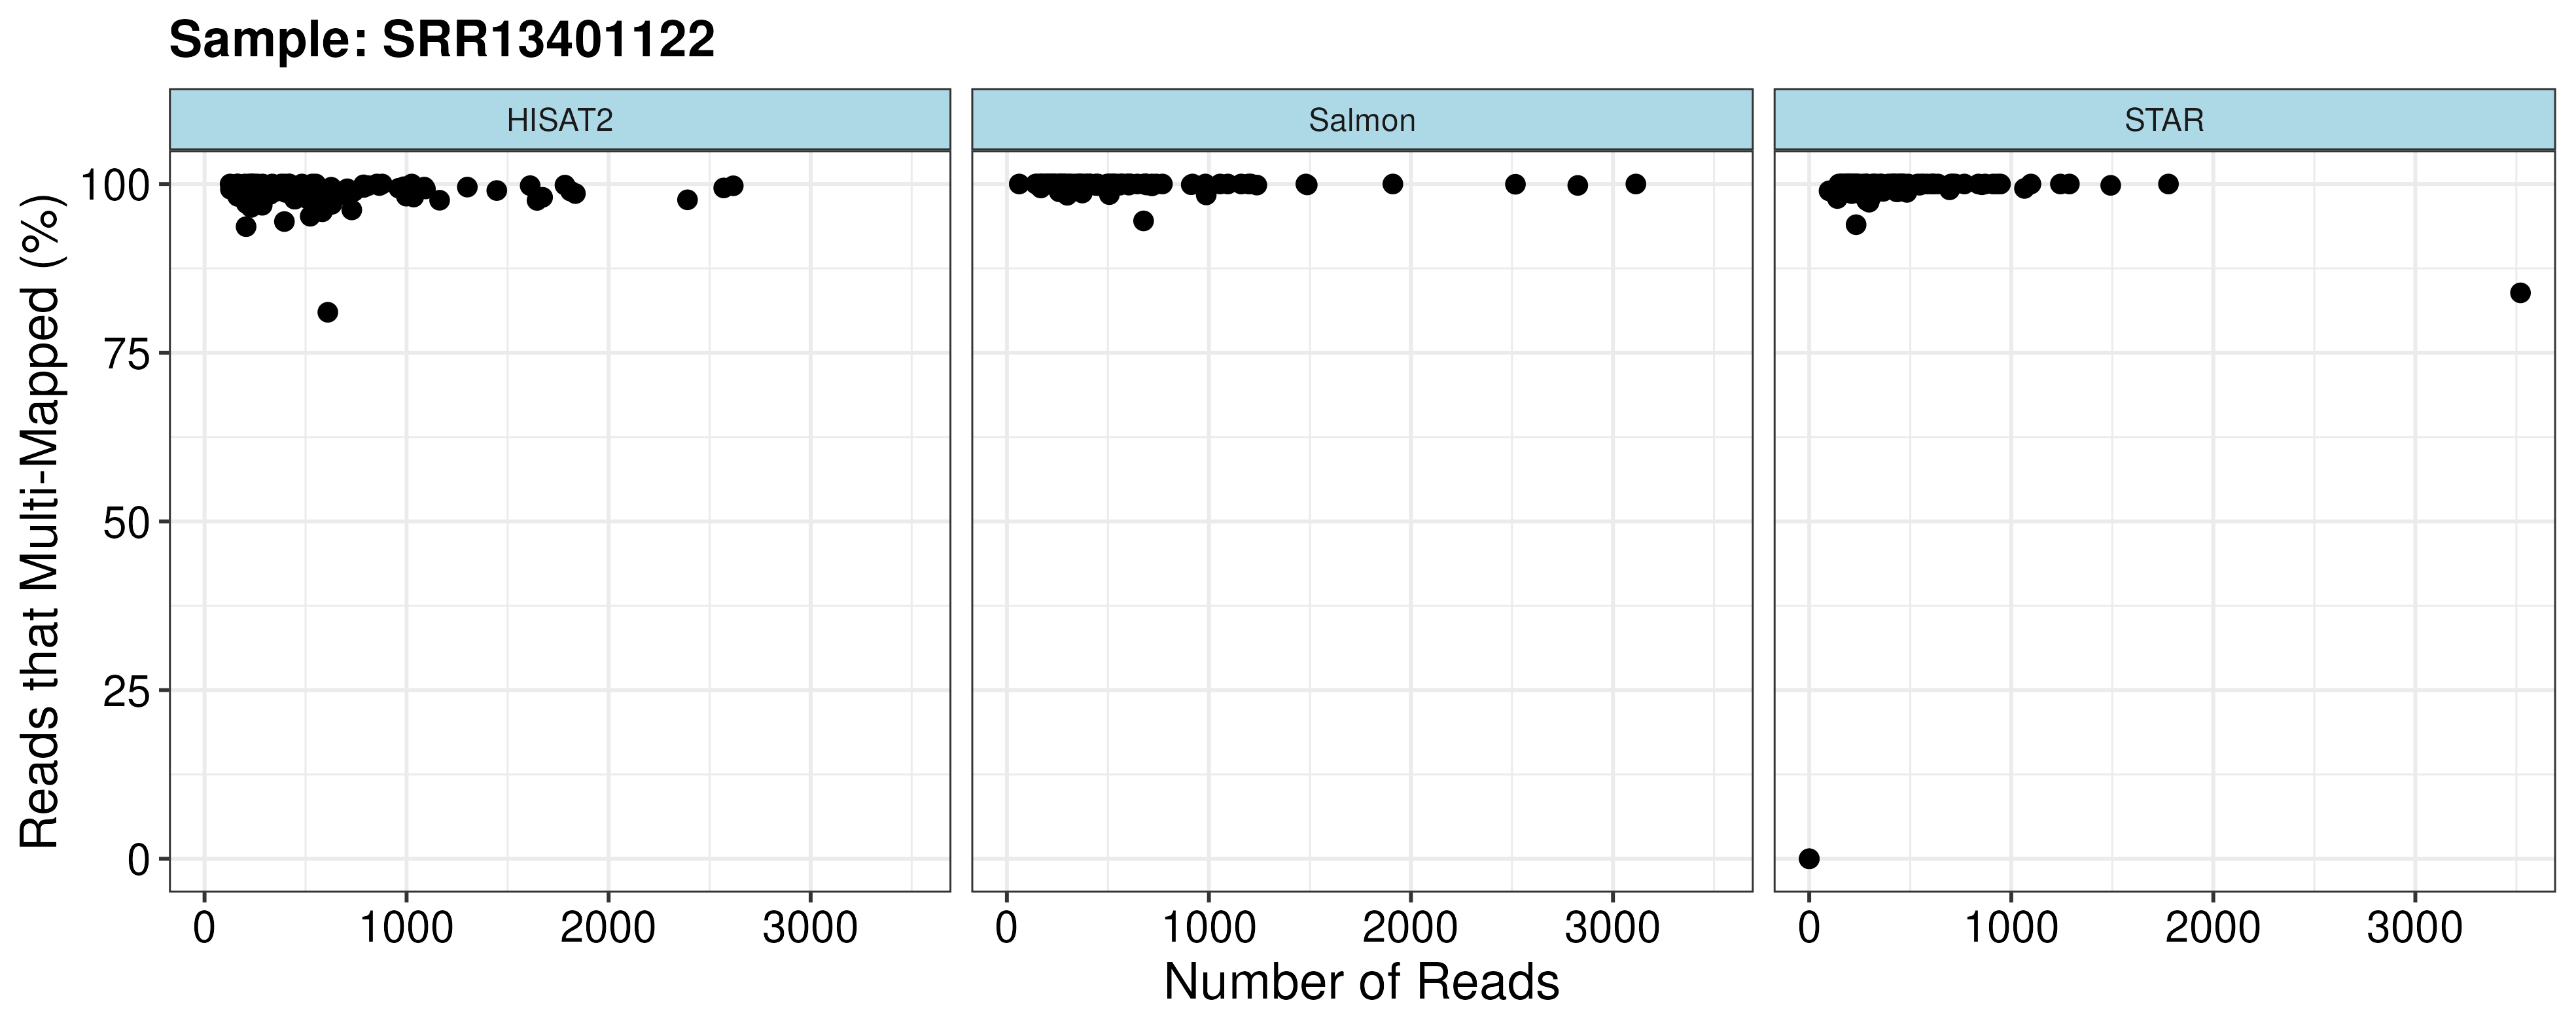 Sample: SRR13401122
HISAT2 Salmon STAR
Reads that Multi-Mapped (%)
100
75
50
25
0
0 1000 2000 3000 0 1000 2000 3000 0 1000 2000 3000
Number of Reads